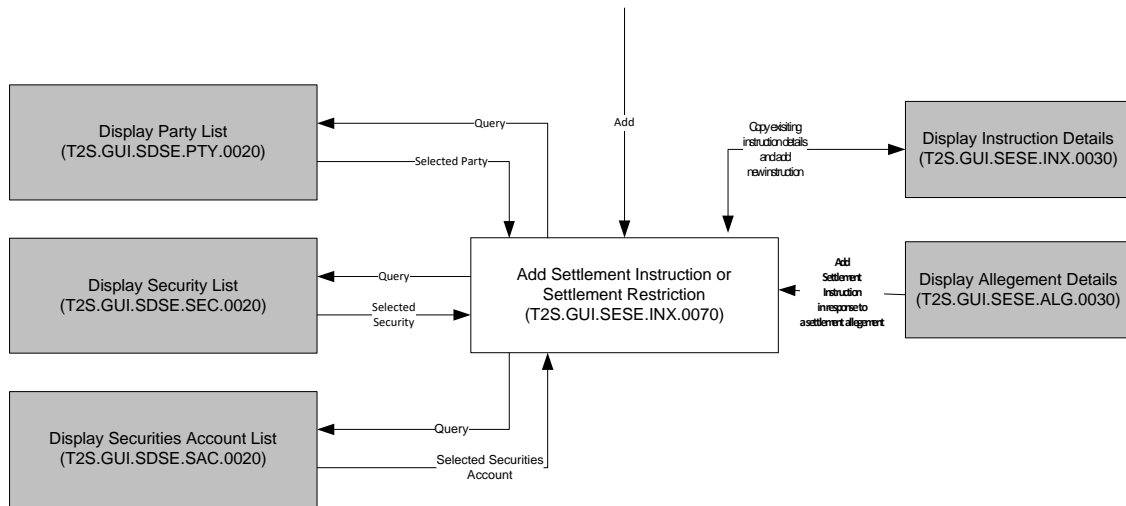 Display Party List
(T2S.GUI.SDSE.PTY.0020)
Query
Selected Party
Add
Copy exisiting
instruction details
and add
new instruction
Display Instruction Details
(T2S.GUI.SESE.INX.0030)
Display Security List
(T2S.GUI.SDSE.SEC.0020)
Query
Selected
Security
Add Settlement Instruction or
Settlement Restriction
(T2S.GUI.SESE.INX.0070)
Add
Settlement
Instruction
in response to
a settlement allegement
Display Allegement Details
(T2S.GUI.SESE.ALG.0030)
Display Securities Account List
(T2S.GUI.SDSE.SAC.0020)
Query
Selected Securities
Account